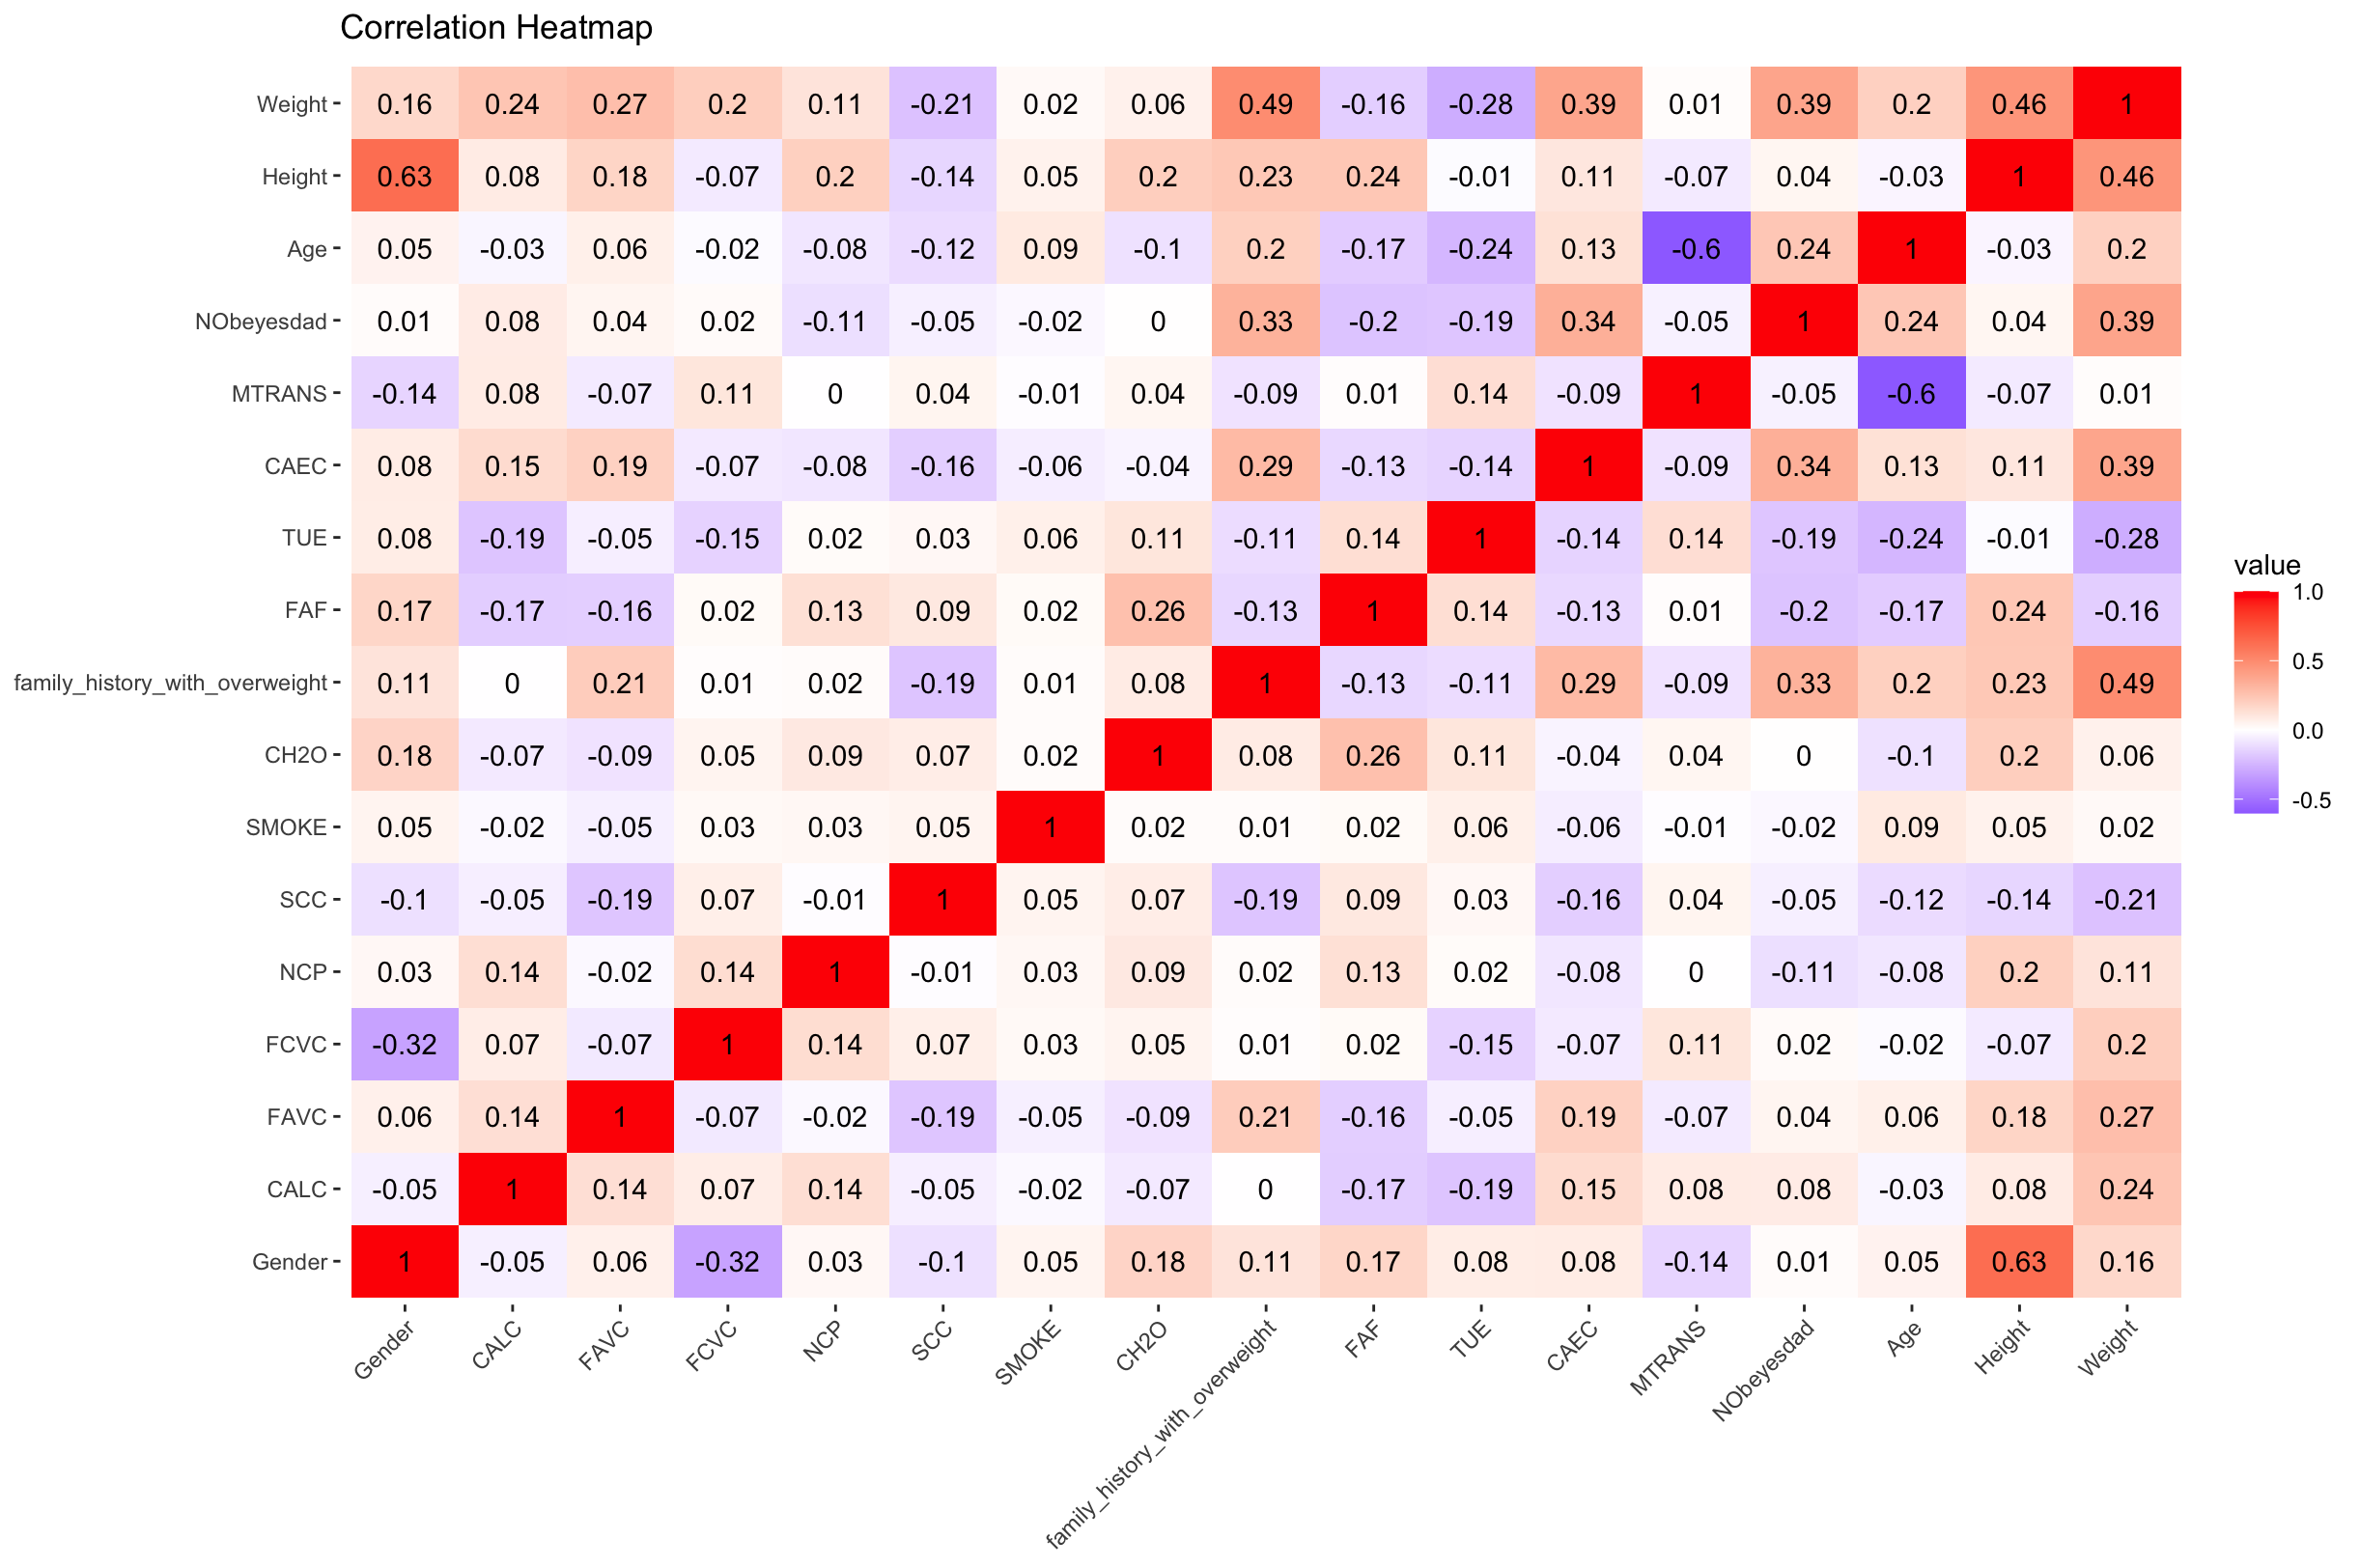 Correlation Heatmap
Weight 0.16 0.24 0.27 0.2 0.11 -0.21 0.02 0.06 0.49 -0.16 -0.28 0.39 0.01 0.39 0.2 0.46 1
Height 0.63 0.08 0.18 -0.07 0.2 -0.14 0.05 0.2 0.23 0.24 -0.01 0.11 -0.07 0.04 -0.03 1 0.46
Age 0.05 -0.03 0.06 -0.02 -0.08 -0.12 0.09 -0.1 0.2 -0.17 -0.24 0.13 -0.6 0.24 1 -0.03 0.2
NObeyesdad 0.01 0.08 0.04 0.02 -0.11 -0.05 -0.02 0 0.33 -0.2 -0.19 0.34 -0.05 1 0.24 0.04 0.39
MTRANS -0.14 0.08 -0.07 0.11 0 0.04 -0.01 0.04 -0.09 0.01 0.14 -0.09 1 -0.05 -0.6 -0.07 0.01
CAEC 0.08 0.15 0.19 -0.07 -0.08 -0.16 -0.06 -0.04 0.29 -0.13 -0.14 1 -0.09 0.34 0.13 0.11 0.39
TUE 0.08 -0.19 -0.05 -0.15 0.02 0.03 0.06 0.11 -0.11 0.14 1 -0.14 0.14 -0.19 -0.24 -0.01 -0.28
FAF 0.17 -0.17 -0.16 0.02 0.13 0.09 0.02 0.26 -0.13 1 0.14 -0.13 0.01 -0.2 -0.17 0.24 -0.16
family_history_with_overweight 0.11 0 0.21 0.01 0.02 -0.19 0.01 0.08 1 -0.13 -0.11 0.29 -0.09 0.33 0.2 0.23 0.49
CH2O 0.18 -0.07 -0.09 0.05 0.09 0.07 0.02 1 0.08 0.26 0.11 -0.04 0.04 0 -0.1 0.2 0.06
SMOKE 0.05 -0.02 -0.05 0.03 0.03 0.05 1 0.02 0.01 0.02 0.06 -0.06 -0.01 -0.02 0.09 0.05 0.02
SCC -0.1 -0.05 -0.19 0.07 -0.01 1 0.05 0.07 -0.19 0.09 0.03 -0.16 0.04 -0.05 -0.12 -0.14 -0.21
NCP 0.03 0.14 -0.02 0.14 1 -0.01 0.03 0.09 0.02 0.13 0.02 -0.08 0 -0.11 -0.08 0.2 0.11
FCVC -0.32 0.07 -0.07 1 0.14 0.07 0.03 0.05 0.01 0.02 -0.15 -0.07 0.11 0.02 -0.02 -0.07 0.2
FAVC 0.06 0.14 1 -0.07 -0.02 -0.19 -0.05 -0.09 0.21 -0.16 -0.05 0.19 -0.07 0.04 0.06 0.18 0.27
CALC -0.05 1 0.14 0.07 0.14 -0.05 -0.02 -0.07 0 -0.17 -0.19 0.15 0.08 0.08 -0.03 0.08 0.24
Gender 1 -0.05 0.06 -0.32 0.03 -0.1 0.05 0.18 0.11 0.17 0.08 0.08 -0.14 0.01 0.05 0.63 0.16
Gender CALC FAVC FCVC NCP SCC SMOKE CH2O family_history_with_overweight FAF TUE CAEC MTRANS NObeyesdad Age Height Weight
value
1.0
0.5
0.0
-0.5